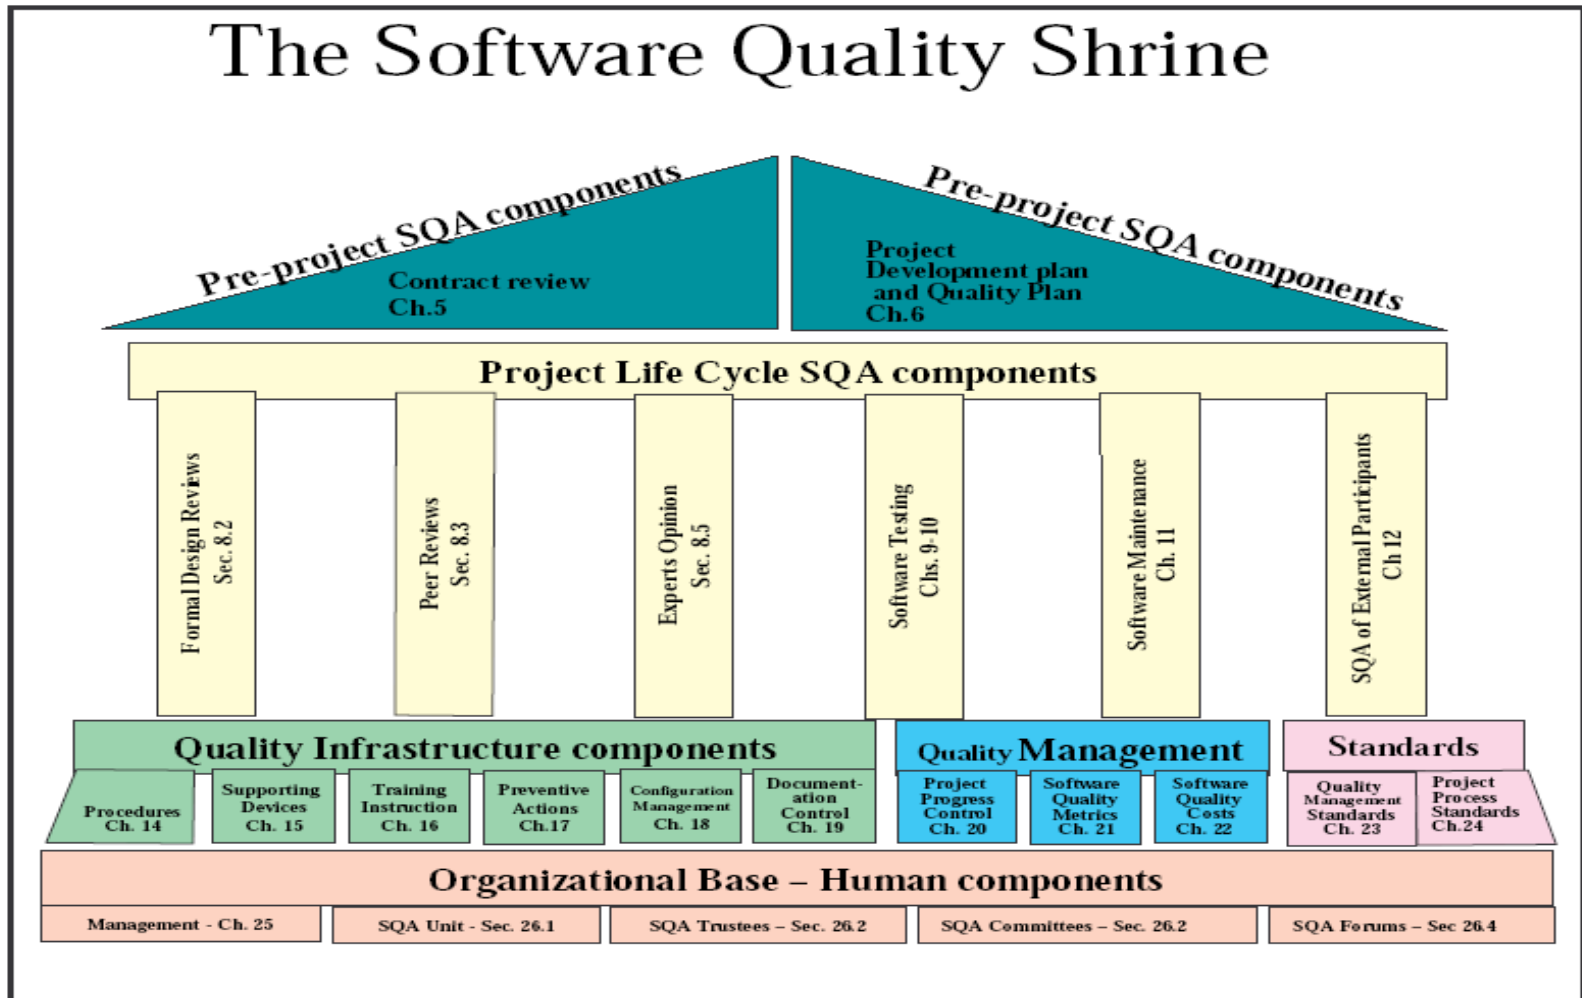 The Software Quality Shrine
Pre-project SQA components
Pre-project SQA components
Contract review
Ch.5
Project
Development plan
and Quality Plan
Ch.6
Project Life Cycle SQA components
Formal Design Reviews
Sec. 8.2
Peer Reviews
Sec. 8.3
Experts Opinion
Sec. 8.5
Software Testing
Chs. 9-10
Software Maintenance
Ch. 11
SQA of External Participants
Ch 12
Quality Infrastructure components
Procedures
Ch. 14
Supporting
Devices
Ch. 15
Training
Instruction
Ch. 16
Preventive
Actions
Ch.17
Configuration
Management
Ch. 18
Document-
ation
Control
Ch. 19
Quality Management
Project
Progress
Control
Ch. 20
Software
Quality
Metrics
Ch. 21
Software
Quality
Costs
Ch. 22
Standards
Quality
Management
Standards
Ch. 23
Project
Process
Standards
Ch.24
Organizational Base – Human components
Management - Ch. 25
SQA Unit - Sec. 26.1
SQA Trustees – Sec. 26.2
SQA Committees – Sec. 26.2
SQA Forums – Sec 26.4